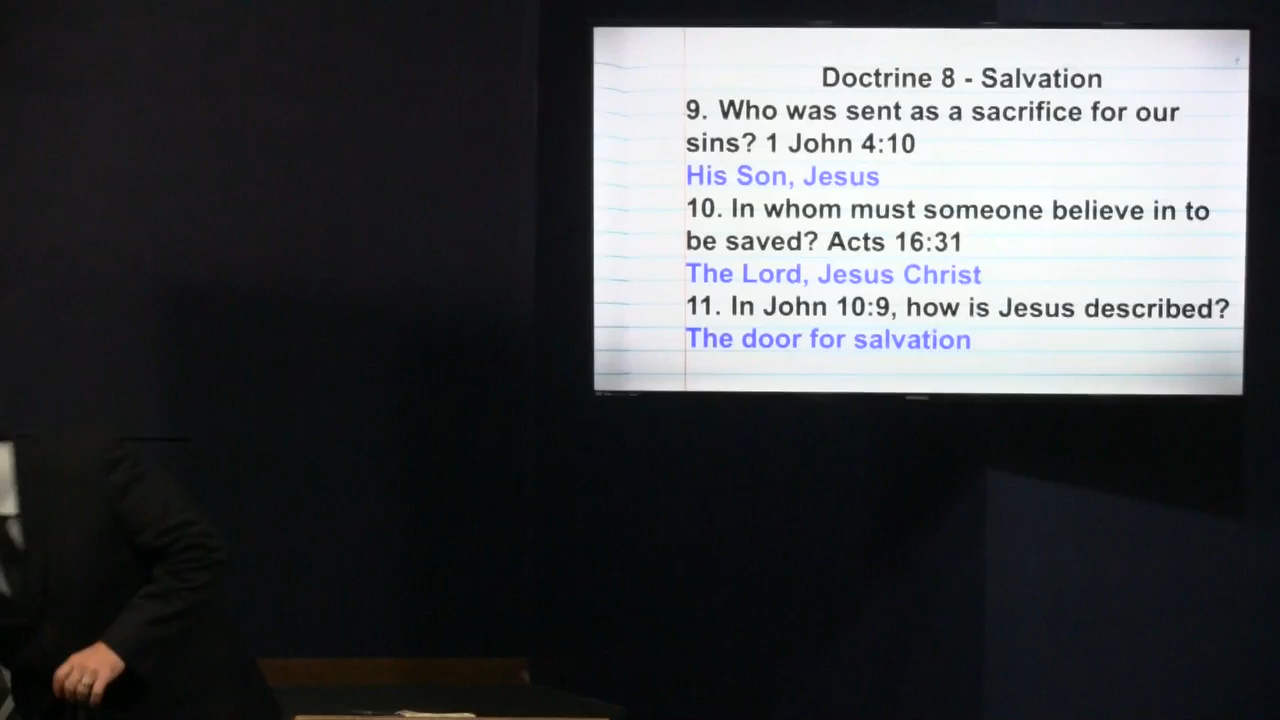 Doctrine 8 - Salvation
9. Who was sent as a sacrifice for our
sins? 1 John 4:10
His Son, Jesus
10. In whom must someone believe in to
be saved? Acts 16:31
The Lord, Jesus Christ
11. In John 10:9, how is Jesus described?
The door for salvation